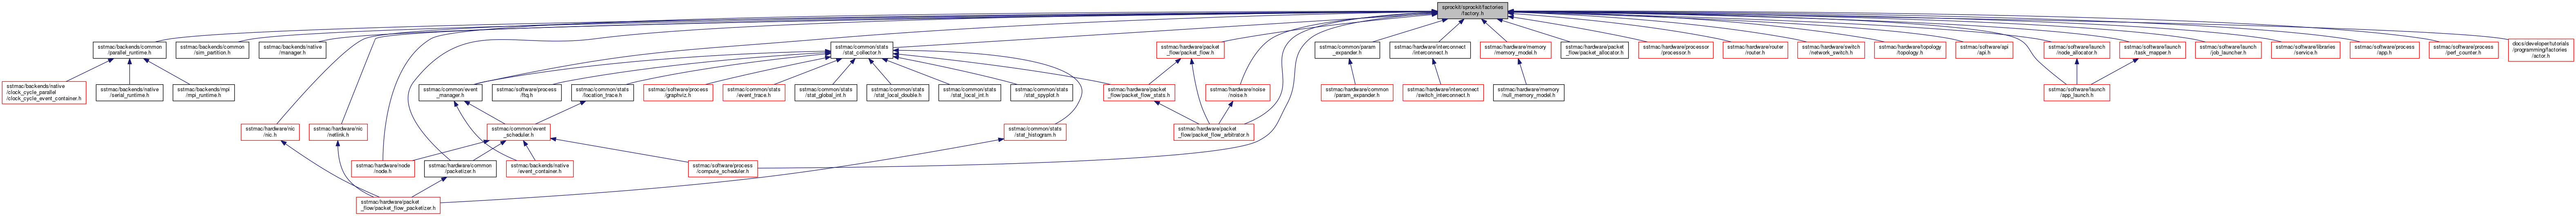 sprockit/sprockit/factories
/factory.h
sstmac/backends/common
/parallel_runtime.h
sstmac/backends/common
/sim_partition.h
sstmac/backends/native
/manager.h
sstmac/common/stats
/stat_collector.h
sstmac/hardware/packet
_flow/packet_flow.h
sstmac/common/param
_expander.h
sstmac/hardware/interconnect
/interconnect.h
sstmac/hardware/memory
/memory_model.h
sstmac/hardware/packet
_flow/packet_allocator.h
sstmac/hardware/processor
/processor.h
sstmac/hardware/router
/router.h
sstmac/hardware/switch
/network_switch.h
sstmac/hardware/topology
/topology.h
sstmac/software/api
/api.h
sstmac/software/launch
/node_allocator.h
sstmac/software/launch
/task_mapper.h
sstmac/software/launch
/job_launcher.h
sstmac/software/libraries
/service.h
sstmac/software/process
/app.h
sstmac/software/process
/perf_counter.h
docs/developer/tutorials
/programming/factories
/actor.h
sstmac/backends/native
/clock_cycle_parallel
/clock_cycle_event_container.h
sstmac/backends/native
/serial_runtime.h
sstmac/backends/mpi
/mpi_runtime.h
sstmac/common/event
_manager.h
sstmac/software/process
/ftq.h
sstmac/common/stats
/location_trace.h
sstmac/software/process
/graphviz.h
sstmac/common/stats
/event_trace.h
sstmac/common/stats
/stat_global_int.h
sstmac/common/stats
/stat_local_double.h
sstmac/common/stats
/stat_local_int.h
sstmac/common/stats
/stat_spyplot.h
sstmac/hardware/packet
_flow/packet_flow_stats.h
sstmac/hardware/noise
/noise.h
sstmac/hardware/common
/param_expander.h
sstmac/hardware/interconnect
/switch_interconnect.h
sstmac/hardware/memory
/null_memory_model.h
sstmac/software/launch
/app_launch.h
sstmac/hardware/nic
/nic.h
sstmac/hardware/nic
/netlink.h
sstmac/common/event
_scheduler.h
sstmac/common/stats
/stat_histogram.h
sstmac/hardware/packet
_flow/packet_flow_arbitrator.h
sstmac/hardware/node
/node.h
sstmac/hardware/common
/packetizer.h
sstmac/backends/native
/event_container.h
sstmac/software/process
/compute_scheduler.h
sstmac/hardware/packet
_flow/packet_flow_packetizer.h